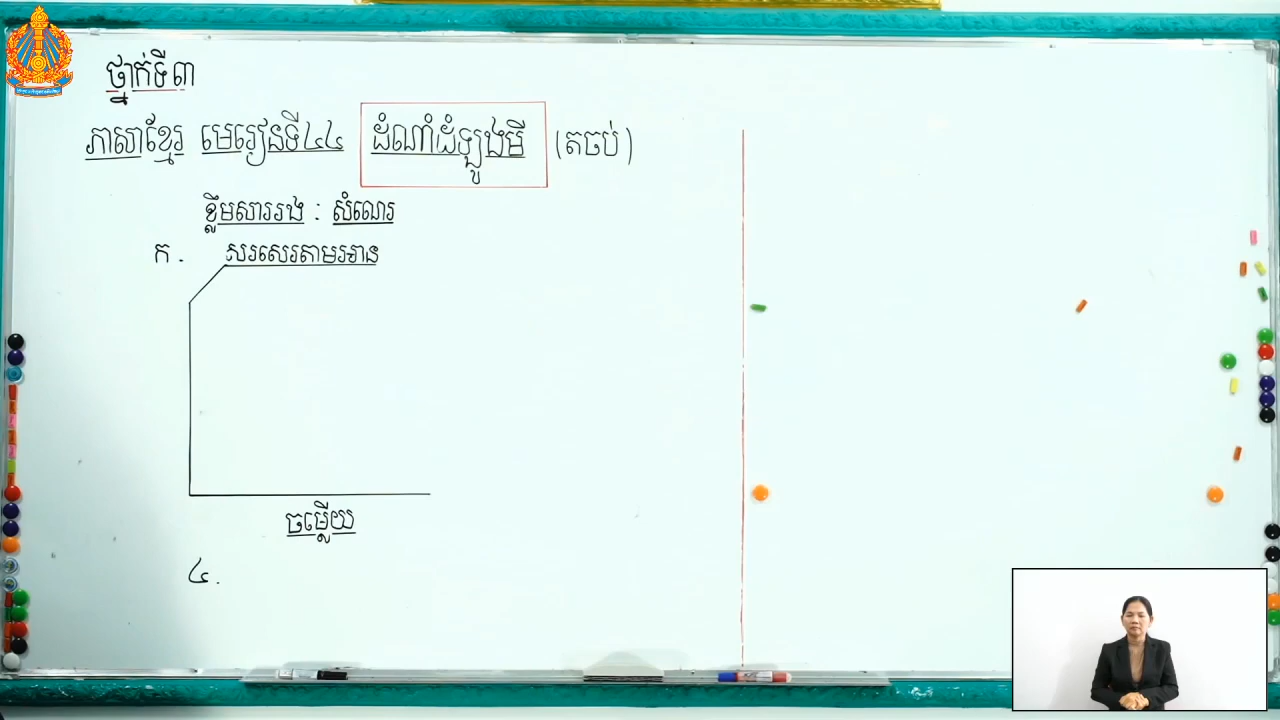 ថ្នាក់ទី៣
ភាសាខ្មែរ មេរៀនទី៤៤ ដំណាំដំឡូងមី (តចប់)
ខ្លឹមសាររង : សំណេរ
ក. សរសេរតាមអាន
ចម្លើយ
៤.